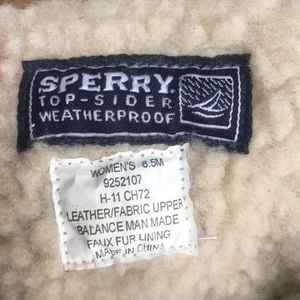 SPERRY
TOP-SIDER
WEATHERPROOF
WOMEN'S 8.5M
9252107
H-11 CH72
LEATHER/FABRIC UPPER
BALANCE MAN MADE
FAUX FUR LINING
MADE IN CHINA